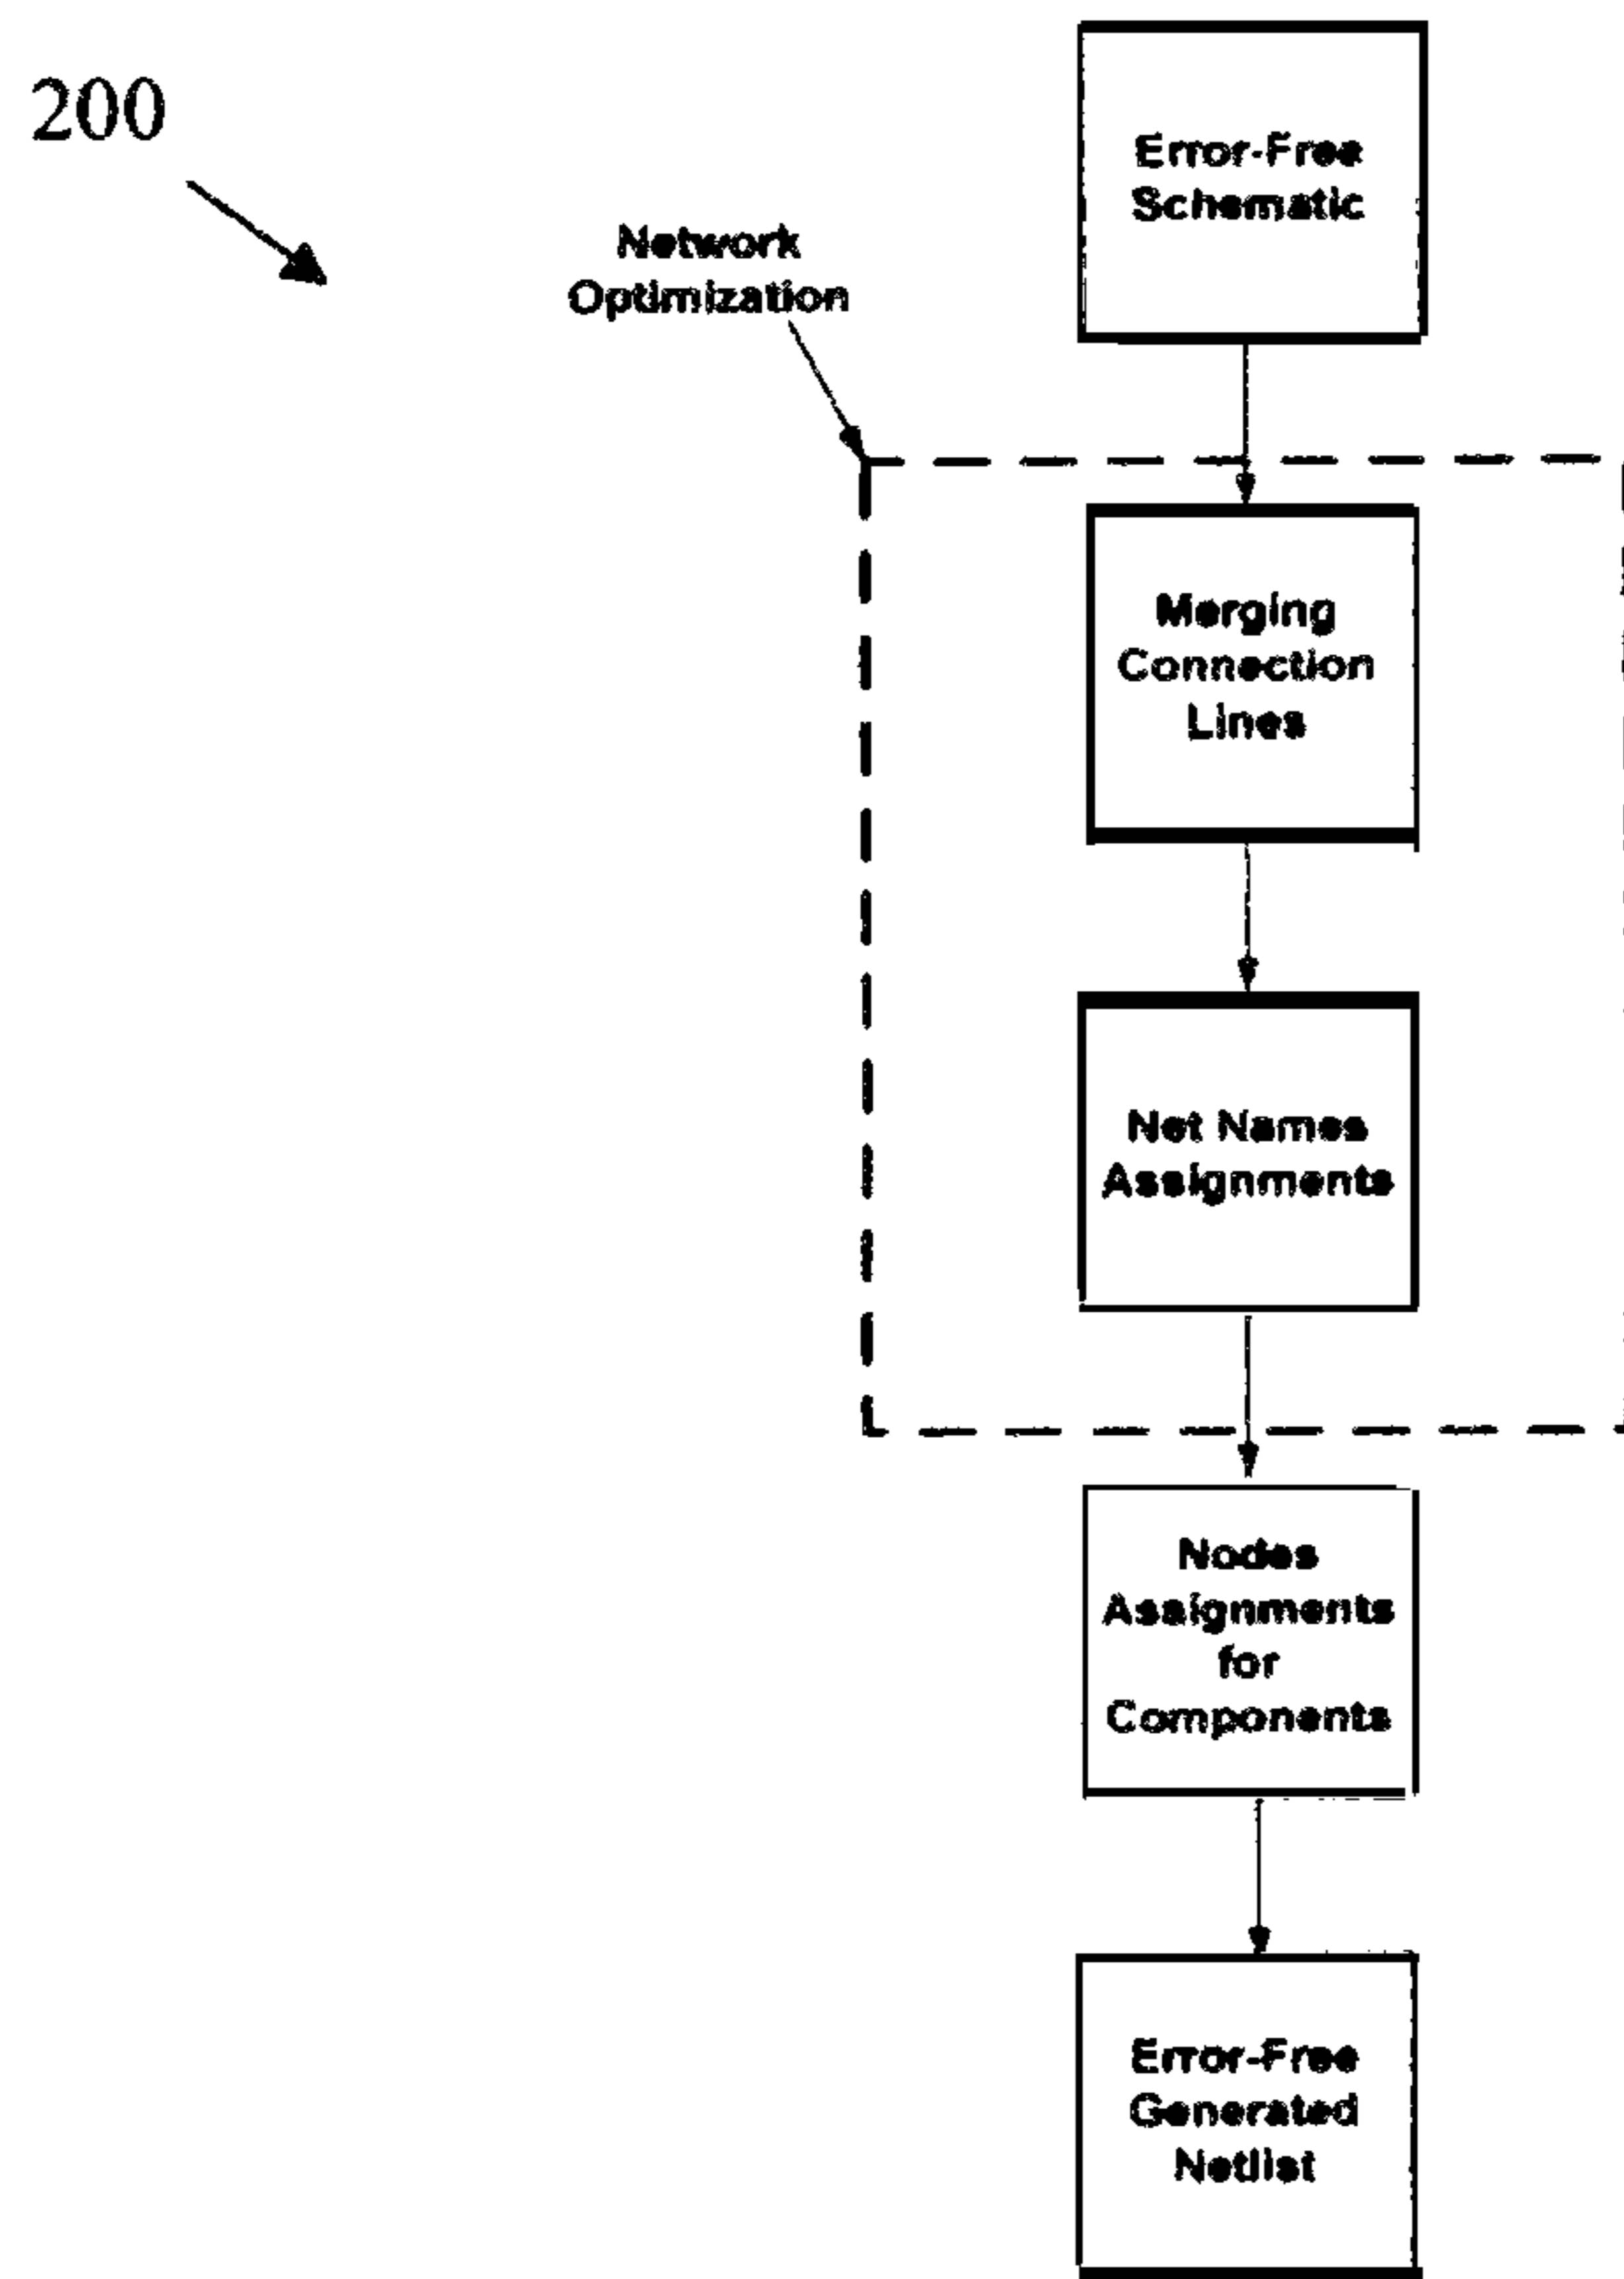 200
Network
Optimization
Error-Free
Schematic
Merging
Connection
Lines
Net Names
Assignments
Nodes
Assignments
for
Components
Error-Free
Generated
Netlist